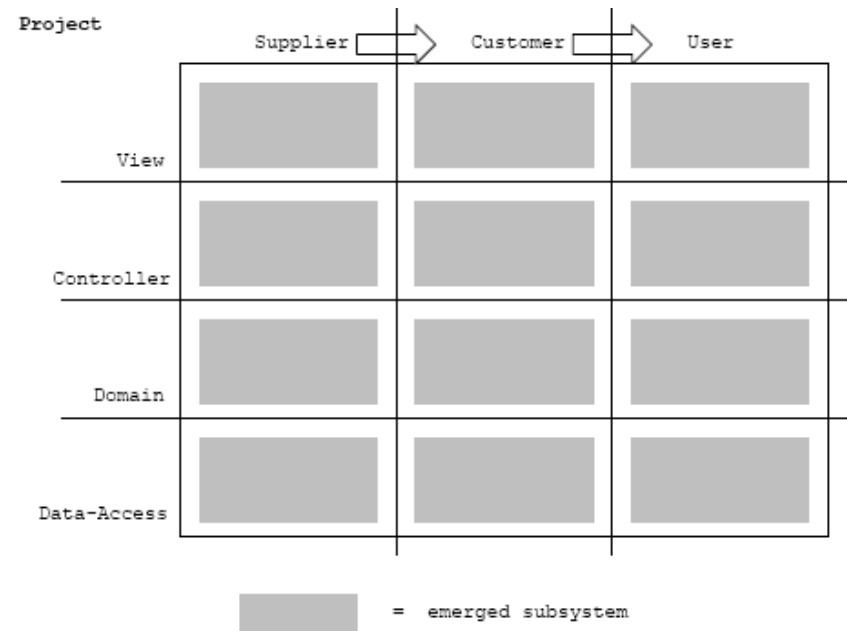 Project
Supplier Customer User
View
Controller
Domain
Data-Access
= emerged subsystem